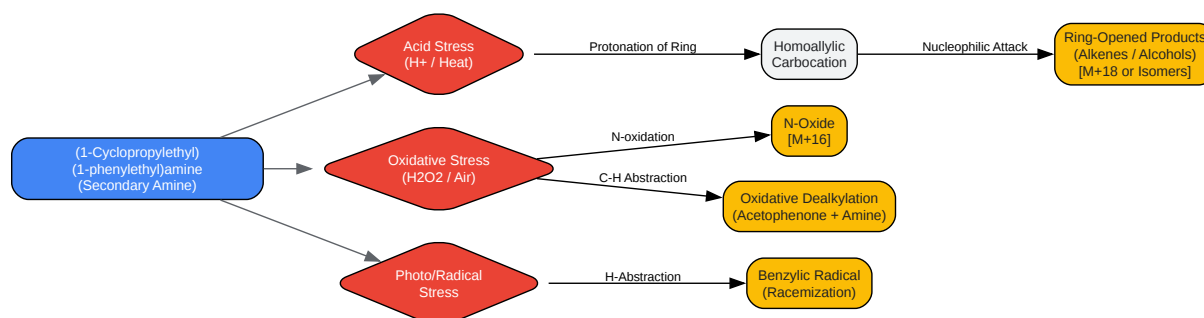 (1-Cyclopropylethyl)
(1-phenylethyl)amine
(Secondary Amine)
Acid Stress
(H+ / Heat)
Protonation of Ring
Homoallylic
Carbocation
Nucleophilic Attack
Ring-Opened Products
(Alkenes / Alcohols)
[M+18 or Isomers]
Oxidative Stress
(H2O2 / Air)
N-oxidation
N-Oxide
[M+16]
C-H Abstraction
Oxidative Dealkylation
(Acetophenone + Amine)
Photo/Radical
Stress
H-Abstraction
Benzylic Radical
(Racemization)